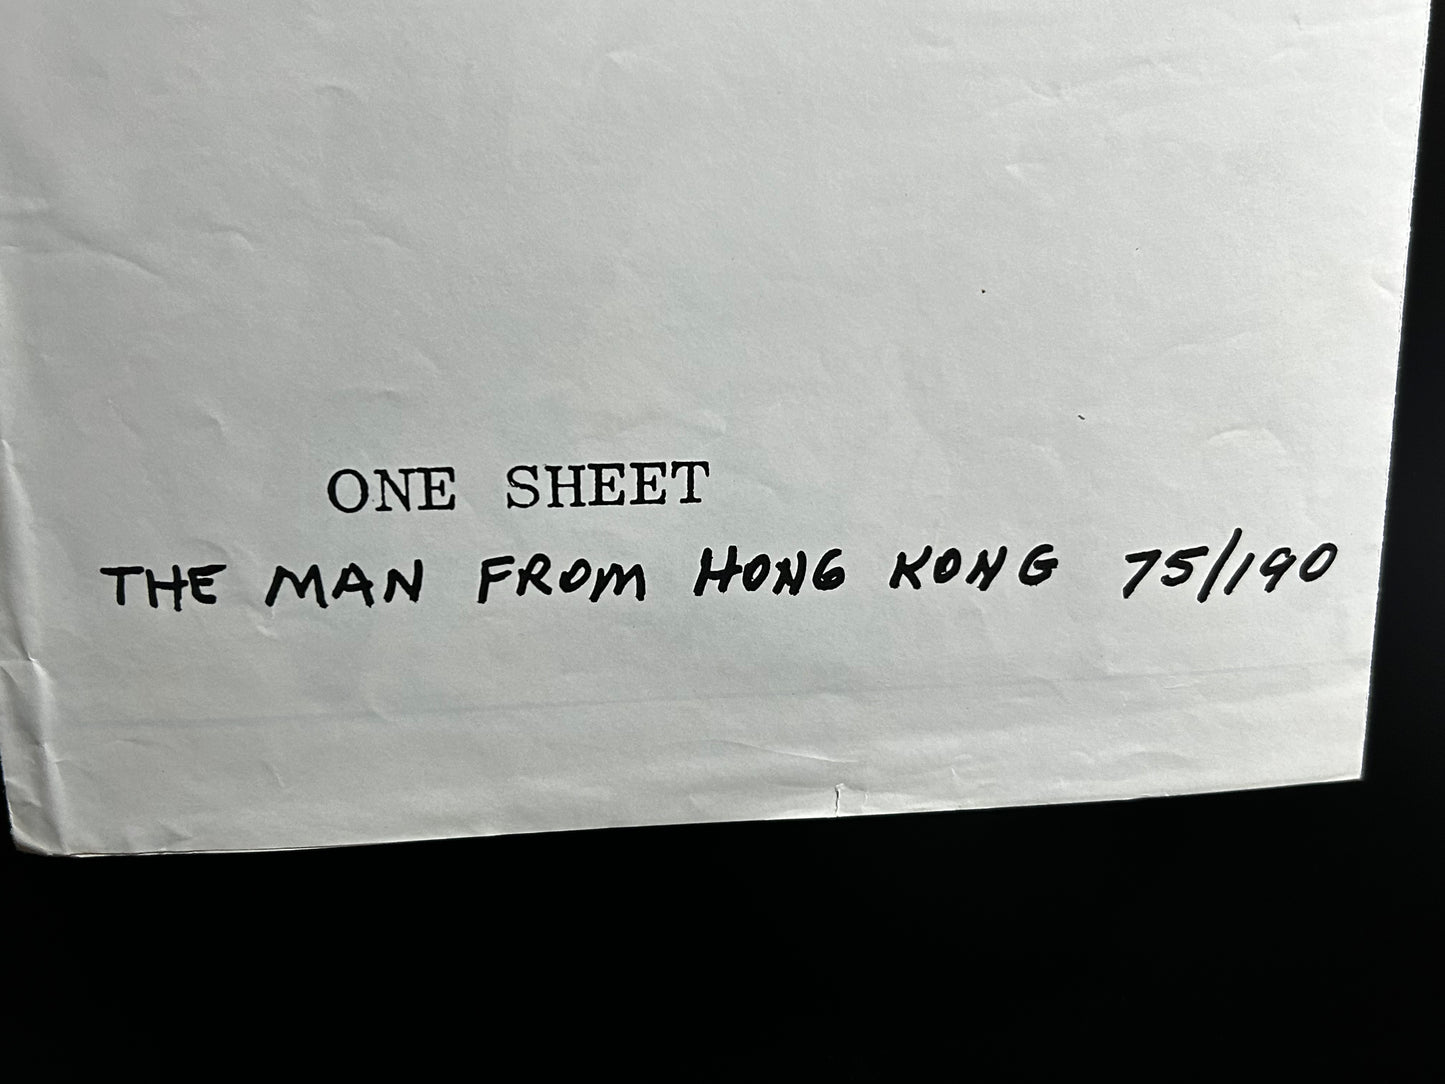 ONE SHEET
THE MAN FROM HONG KONG 75/190